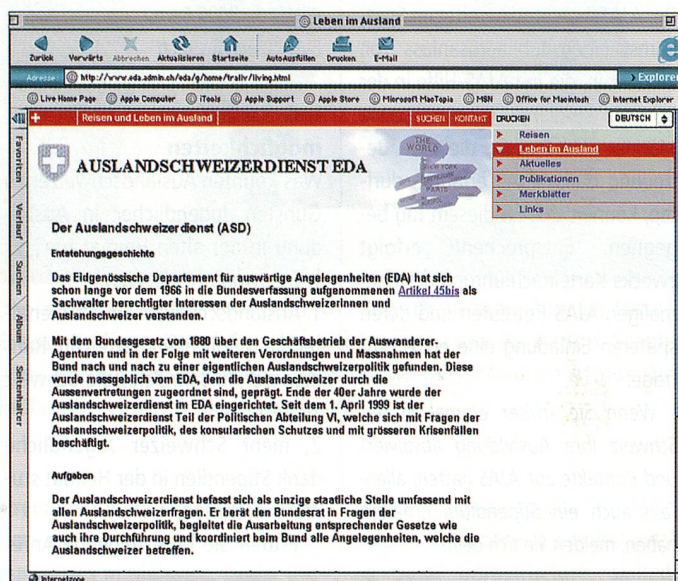 Leben im Ausland
Zurück Vorwärts Abbrechen Aktualisieren Startseite AutoAusfüllen Drucken E-Mail
Adresse http://www.eda.admin.ch/eda/g/home/traliv/living.html Explorer
Live Home Page Apple Computer iTools Apple Support Apple Store Microsoft MacTopia MSN Office for Macintosh Internet Explorer
Reisen und Leben im Ausland SUCHEN KONTAKT DRUCKEN DEUTSCH
Reisen
Leben im Ausland
Aktuelles
Publikationen
Merkblätter
Links
Favoriten
Verlauf
Suchen
Album
Seitenhalter
THE WORLD
NEW YORK
PARIS
AUSLANDSCHWEIZERDIENST EDA
Der Auslandschweizerdienst (ASD)
Entstehungsgeschichte
Das Eidgenössische Departement für auswärtige Angelegenheiten (EDA) hat sich
schon lange vor dem 1966 in die Bundesverfassung aufgenommenen Artikel 45bis als
Sachwalter berechtigter Interessen der Auslandschweizerinnen und
Auslandschweizer verstanden.
Mit dem Bundesgesetz von 1880 über den Geschäftsbetrieb der Auswanderer-
Agenturen und in der Folge mit weiteren Verordnungen und Massnahmen hat der
Bund nach und nach zu einer eigentlichen Auslandschweizerpolitik gefunden. Diese
wurde massgeblich vom EDA, dem die Auslandschweizer durch die
Aussenvertretungen zugeordnet sind, geprägt. Ende der 40er Jahre wurde der
Auslandschweizerdienst im EDA eingerichtet. Seit dem 1. April 1999 ist der
Auslandschweizerdienst Teil der Politischen Abteilung VI, welche sich mit Fragen der
Auslandschweizerpolitik, des konsularischen Schutzes und mit grösseren Krisenfällen
beschäftigt.
Aufgaben
Der Auslandschweizerdienst befasst sich als einzige staatliche Stelle umfassend mit
allen Auslandschweizerfragen. Er berät den Bundesrat in Fragen der
Auslandschweizerpolitik, begleitet die Ausarbeitung entsprechender Gesetze wie
auch ihre Durchführung und koordiniert beim Bund alle Angelegenheiten, welche die
Auslandschweizer betreffen.
Internetzone